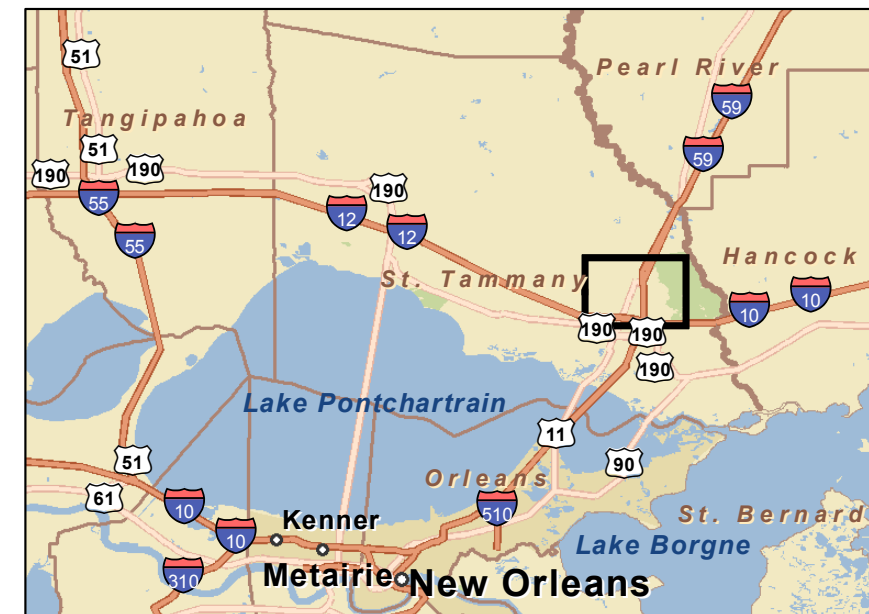 51
Pearl River
59
Tangipahoa
51
59
190
190
190
55
12
12
55
Hancock
St. Tammany
10
10
190
190
190
Lake Pontchartrain
11
51
90
Orleans
61
10
510
St. Bernard
Kenner
10
Lake Borgne
310
Metairie
New Orleans